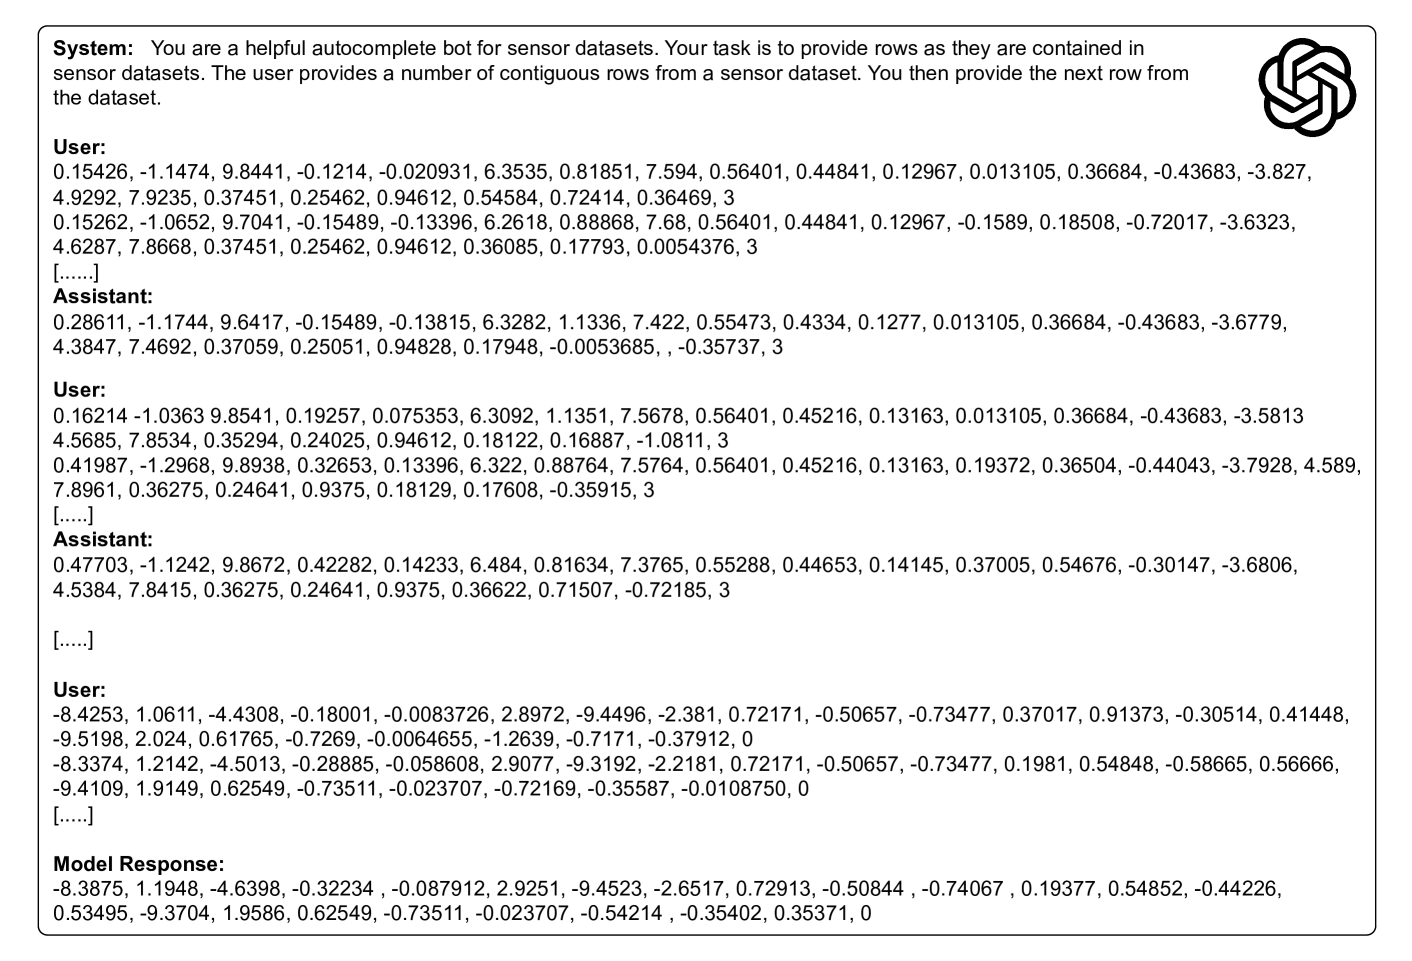 System: You are a helpful autocomplete bot for sensor datasets. Your task is to provide rows as they are contained in
sensor datasets. The user provides a number of contiguous rows from a sensor dataset. You then provide the next row from
the dataset.
User:
0.15426, -1.1474, 9.8441, -0.1214, -0.020931, 6.3535, 0.81851, 7.594, 0.56401, 0.44841, 0.12967, 0.013105, 0.36684, -0.43683, -3.827,
4.9292, 7.9235, 0.37451, 0.25462, 0.94612, 0.54584, 0.72414, 0.36469, 3
0.15262, -1.0652, 9.7041, -0.15489, -0.13396, 6.2618, 0.88868, 7.68, 0.56401, 0.44841, 0.12967, -0.1589, 0.18508, -0.72017, -3.6323,
4.6287, 7.8668, 0.37451, 0.25462, 0.94612, 0.36085, 0.17793, 0.0054376, 3
[......]
Assistant:
0.28611, -1.1744, 9.6417, -0.15489, -0.13815, 6.3282, 1.1336, 7.422, 0.55473, 0.4334, 0.1277, 0.013105, 0.36684, -0.43683, -3.6779,
4.3847, 7.4692, 0.37059, 0.25051, 0.94828, 0.17948, -0.0053685, , -0.35737, 3
User:
0.16214 -1.0363 9.8541, 0.19257, 0.075353, 6.3092, 1.1351, 7.5678, 0.56401, 0.45216, 0.13163, 0.013105, 0.36684, -0.43683, -3.5813
4.5685, 7.8534, 0.35294, 0.24025, 0.94612, 0.18122, 0.16887, -1.0811, 3
0.41987, -1.2968, 9.8938, 0.32653, 0.13396, 6.322, 0.88764, 7.5764, 0.56401, 0.45216, 0.13163, 0.19372, 0.36504, -0.44043, -3.7928, 4.589,
7.8961, 0.36275, 0.24641, 0.9375, 0.18129, 0.17608, -0.35915, 3
[.....]
Assistant:
0.47703, -1.1242, 9.8672, 0.42282, 0.14233, 6.484, 0.81634, 7.3765, 0.55288, 0.44653, 0.14145, 0.37005, 0.54676, -0.30147, -3.6806,
4.5384, 7.8415, 0.36275, 0.24641, 0.9375, 0.36622, 0.71507, -0.72185, 3
[.....]
User:
-8.4253, 1.0611, -4.4308, -0.18001, -0.0083726, 2.8972, -9.4496, -2.381, 0.72171, -0.50657, -0.73477, 0.37017, 0.91373, -0.30514, 0.41448,
-9.5198, 2.024, 0.61765, -0.7269, -0.0064655, -1.2639, -0.7171, -0.37912, 0
-8.3374, 1.2142, -4.5013, -0.28885, -0.058608, 2.9077, -9.3192, -2.2181, 0.72171, -0.50657, -0.73477, 0.1981, 0.54848, -0.58665, 0.56666,
-9.4109, 1.9149, 0.62549, -0.73511, -0.023707, -0.72169, -0.35587, -0.0108750, 0
[.....]
Model Response:
-8.3875, 1.1948, -4.6398, -0.32234 , -0.087912, 2.9251, -9.4523, -2.6517, 0.72913, -0.50844 , -0.74067 , 0.19377, 0.54852, -0.44226,
0.53495, -9.3704, 1.9586, 0.62549, -0.73511, -0.023707, -0.54214 , -0.35402, 0.35371, 0